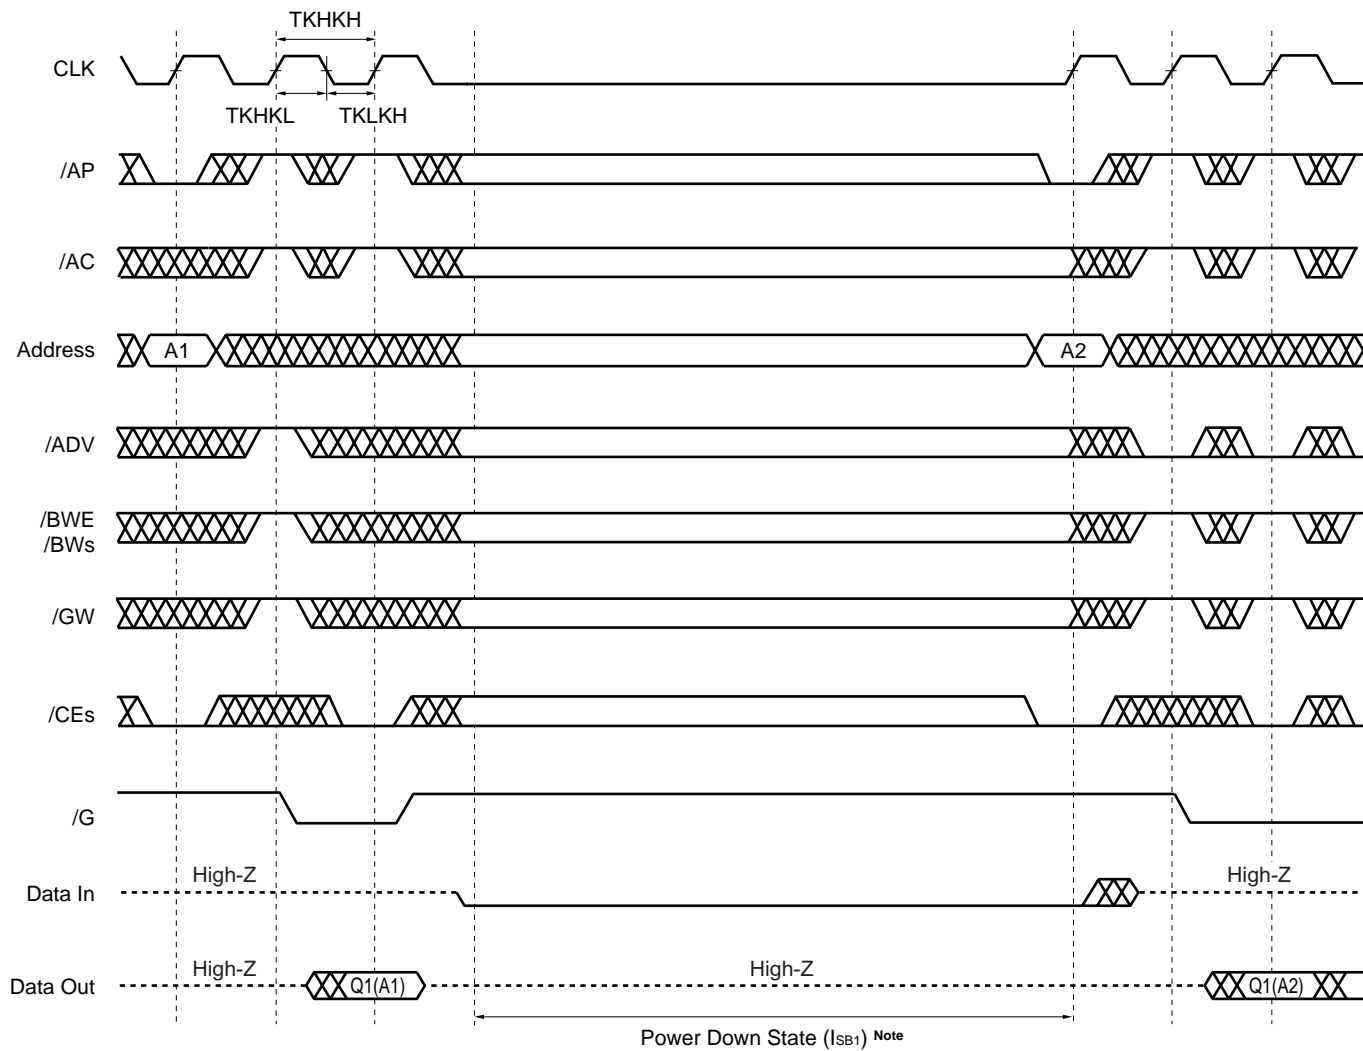 TKHKH
CLK
TKHKL TKLKH
/AP
/AC
Address A1 A2
/ADV
/BWE
/BWs
/GW
/CEs
/G
Data In High-Z High-Z
Data Out High-Z Q1(A1) High-Z Q1(A2)
Power Down State (ISB1) Note